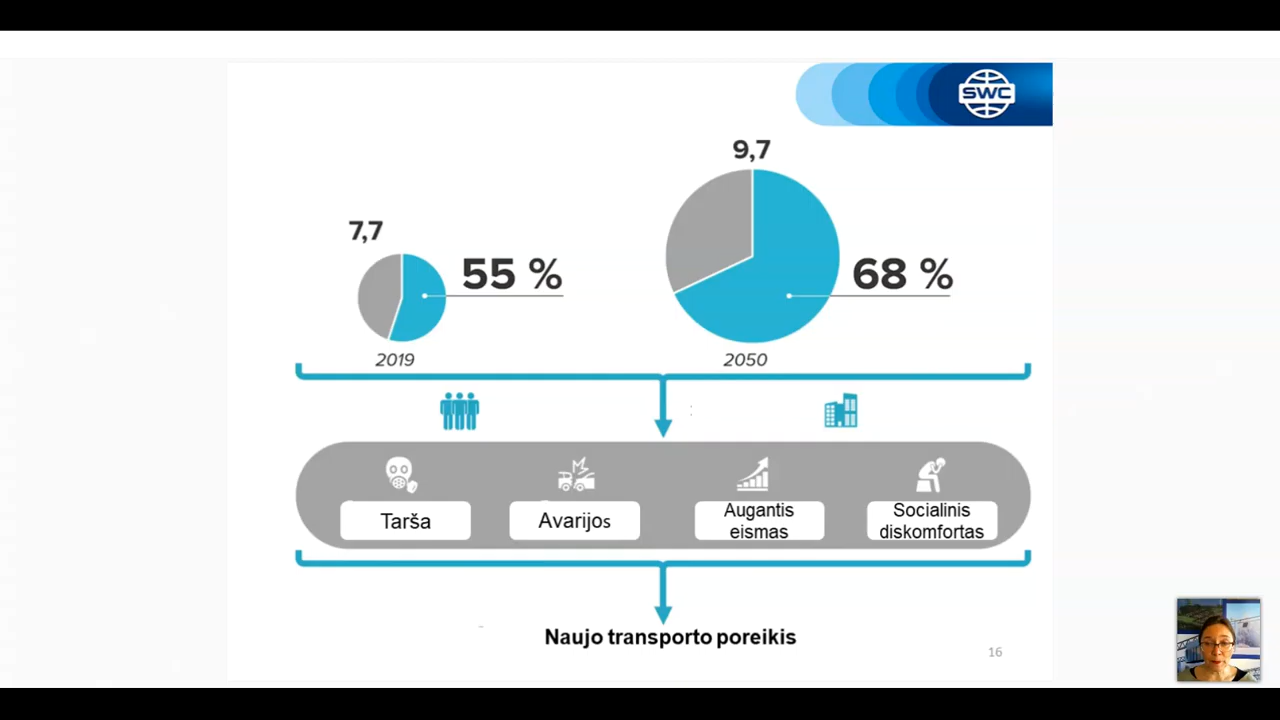 SWC
9,7
7,7
55 %
68 %
2019
2050
Tarša
Avarijos
Augantis
eismas
Socialinis
diskomfortas
Naujo transporto poreikis
16